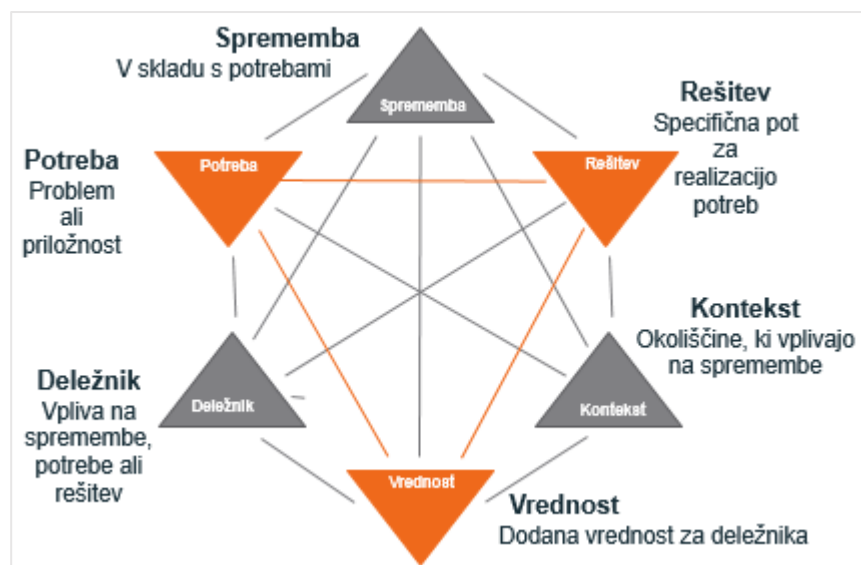 Sprememba
V skladu s potrebami
Sprememba
Rešitev
Specifična pot
za
realizacijo
potreb
Rešitev
Potreba
Problem
ali
priložnost
Potreba
Kontekst
Okoliščine, ki vplivajo
na spremembe
Kontekst
Deležnik
Vpliva na
spremembe,
potrebe ali
rešitev
Deležnik
Vrednost
Vrednost
Dodana vrednost za deležnika